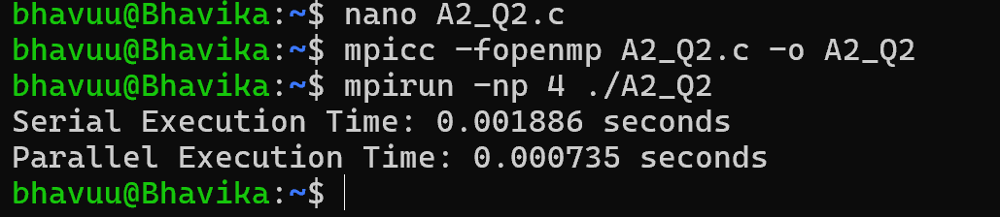 bhavuu@Bhavika:~$ nano A2_Q2.c
bhavuu@Bhavika:~$ mpicc -fopenmp A2_Q2.c -o A2_Q2
bhavuu@Bhavika:~$ mpirun -np 4 ./A2_Q2
Serial Execution Time: 0.001886 seconds
Parallel Execution Time: 0.000735 seconds
bhavuu@Bhavika:~$